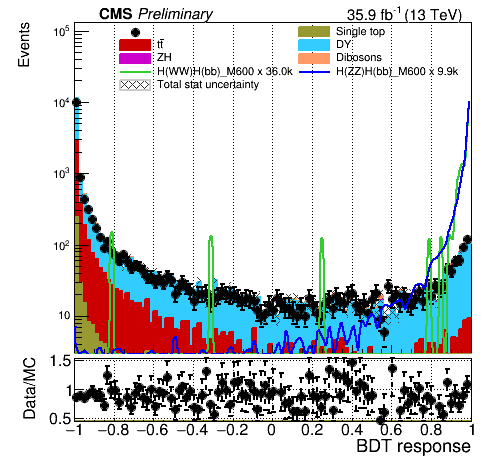 CMS Preliminary 35.9 fb⁻¹ (13 TeV)
Events
Single top
tt̄ DY
ZH Dibosons
H(WW)H(bb)_M600 x 36.0k H(ZZ)H(bb)_M600 x 9.9k
Total stat uncertainty
10⁵
10⁴
10³
10²
10
Data/MC
1.5
1
0.5
−1 −0.8 −0.6 −0.4 −0.2 0 0.2 0.4 0.6 0.8 1
BDT response